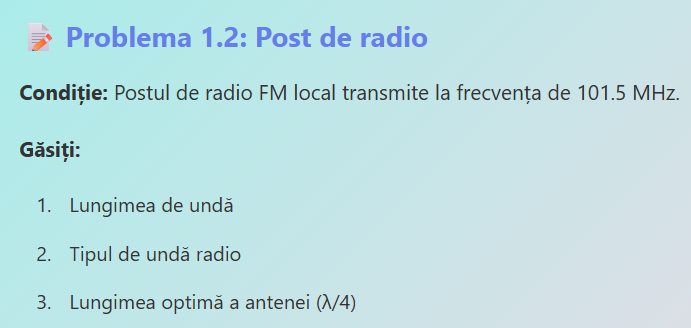 Problema 1.2: Post de radio
Condiție: Postul de radio FM local transmite la frecvența de 101.5 MHz.
Găsiți:
1. Lungimea de undă
2. Tipul de undă radio
3. Lungimea optimă a antenei (λ/4)